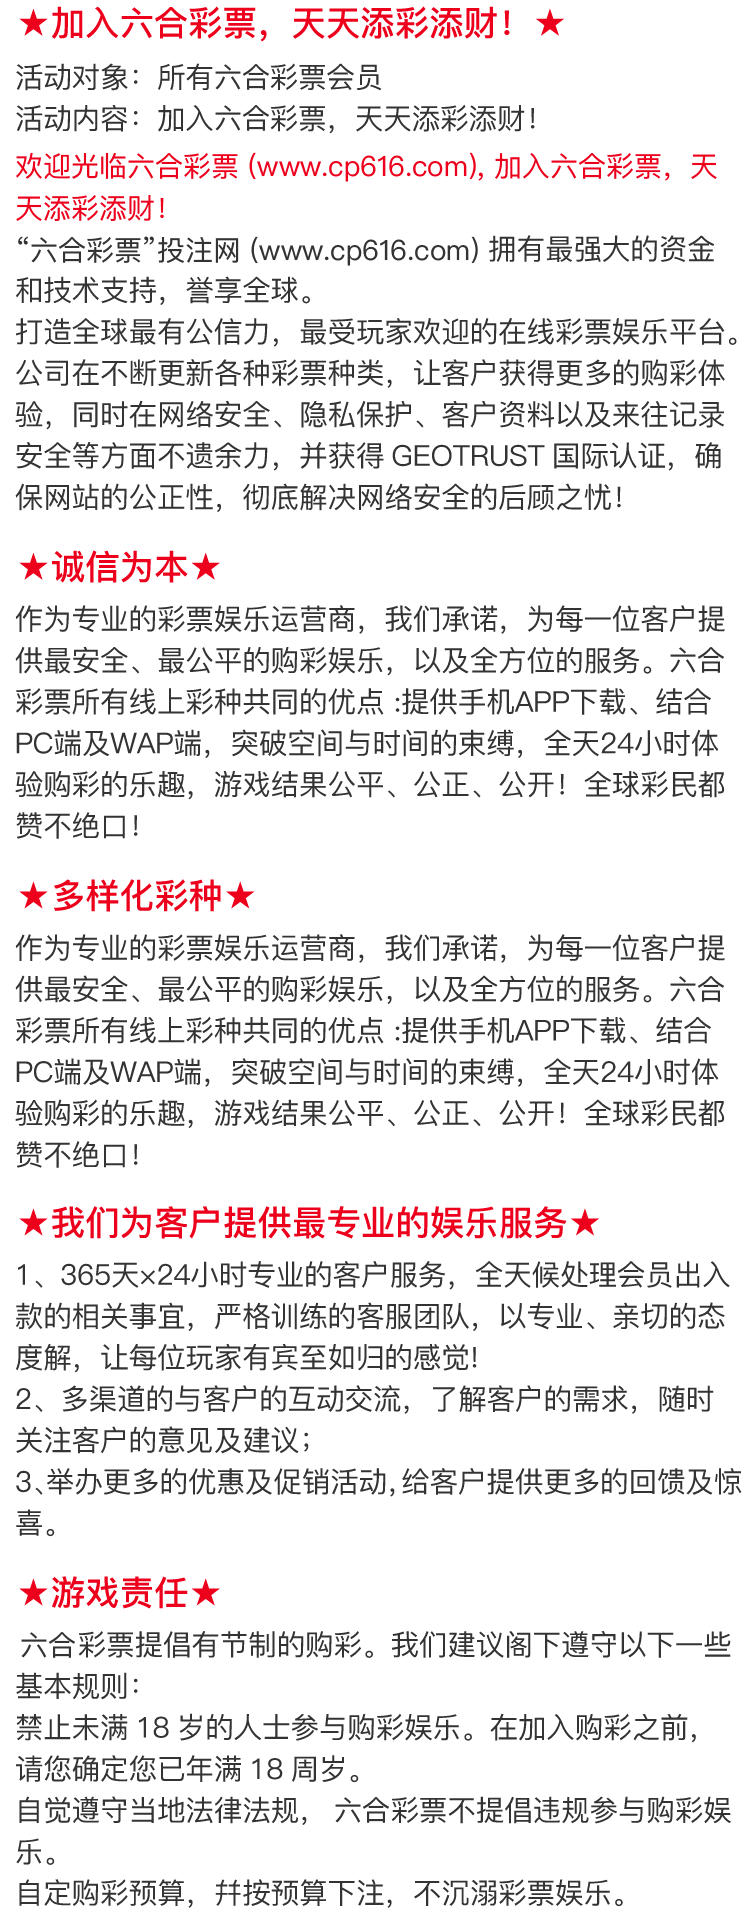 ★加入六合彩票，天天添彩添财！★
活动对象：所有六合彩票会员
活动内容：加入六合彩票，天天添彩添财！
欢迎光临六合彩票 (www.cp616.com), 加入六合彩票，天
天添彩添财！
“六合彩票”投注网 (www.cp616.com) 拥有最强大的资金
和技术支持，誉享全球。
打造全球最有公信力，最受玩家欢迎的在线彩票娱乐平台。
公司在不断更新各种彩票种类，让客户获得更多的购彩体
验，同时在网络安全、隐私保护、客户资料以及来往记录
安全等方面不遗余力，并获得 GEOTRUST 国际认证，确
保网站的公正性，彻底解决网络安全的后顾之忧！
★诚信为本★
作为专业的彩票娱乐运营商，我们承诺，为每一位客户提
供最安全、最公平的购彩娱乐，以及全方位的服务。六合
彩票所有线上彩种共同的优点 :提供手机APP下载、结合
PC端及WAP端，突破空间与时间的束缚，全天24小时体
验购彩的乐趣，游戏结果公平、公正、公开！全球彩民都
赞不绝口！
★多样化彩种★
作为专业的彩票娱乐运营商，我们承诺，为每一位客户提
供最安全、最公平的购彩娱乐，以及全方位的服务。六合
彩票所有线上彩种共同的优点 :提供手机APP下载、结合
PC端及WAP端，突破空间与时间的束缚，全天24小时体
验购彩的乐趣，游戏结果公平、公正、公开！全球彩民都
赞不绝口！
★我们为客户提供最专业的娱乐服务★
1、365天×24小时专业的客户服务，全天候处理会员出入
款的相关事宜，严格训练的客服团队，以专业、亲切的态
度解，让每位玩家有宾至如归的感觉!
2、多渠道的与客户的互动交流，了解客户的需求，随时
关注客户的意见及建议；
3、举办更多的优惠及促销活动，给客户提供更多的回馈及惊
喜。
★游戏责任★
六合彩票提倡有节制的购彩。我们建议阁下遵守以下一些
基本规则：
禁止未满 18 岁的人士参与购彩娱乐。在加入购彩之前，
请您确定您已年满 18 周岁。
自觉遵守当地法律法规， 六合彩票不提倡违规参与购彩娱
乐。
自定购彩预算，幷按预算下注，不沉溺彩票娱乐。